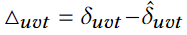 △uvt = δuvt − δ̂uvt